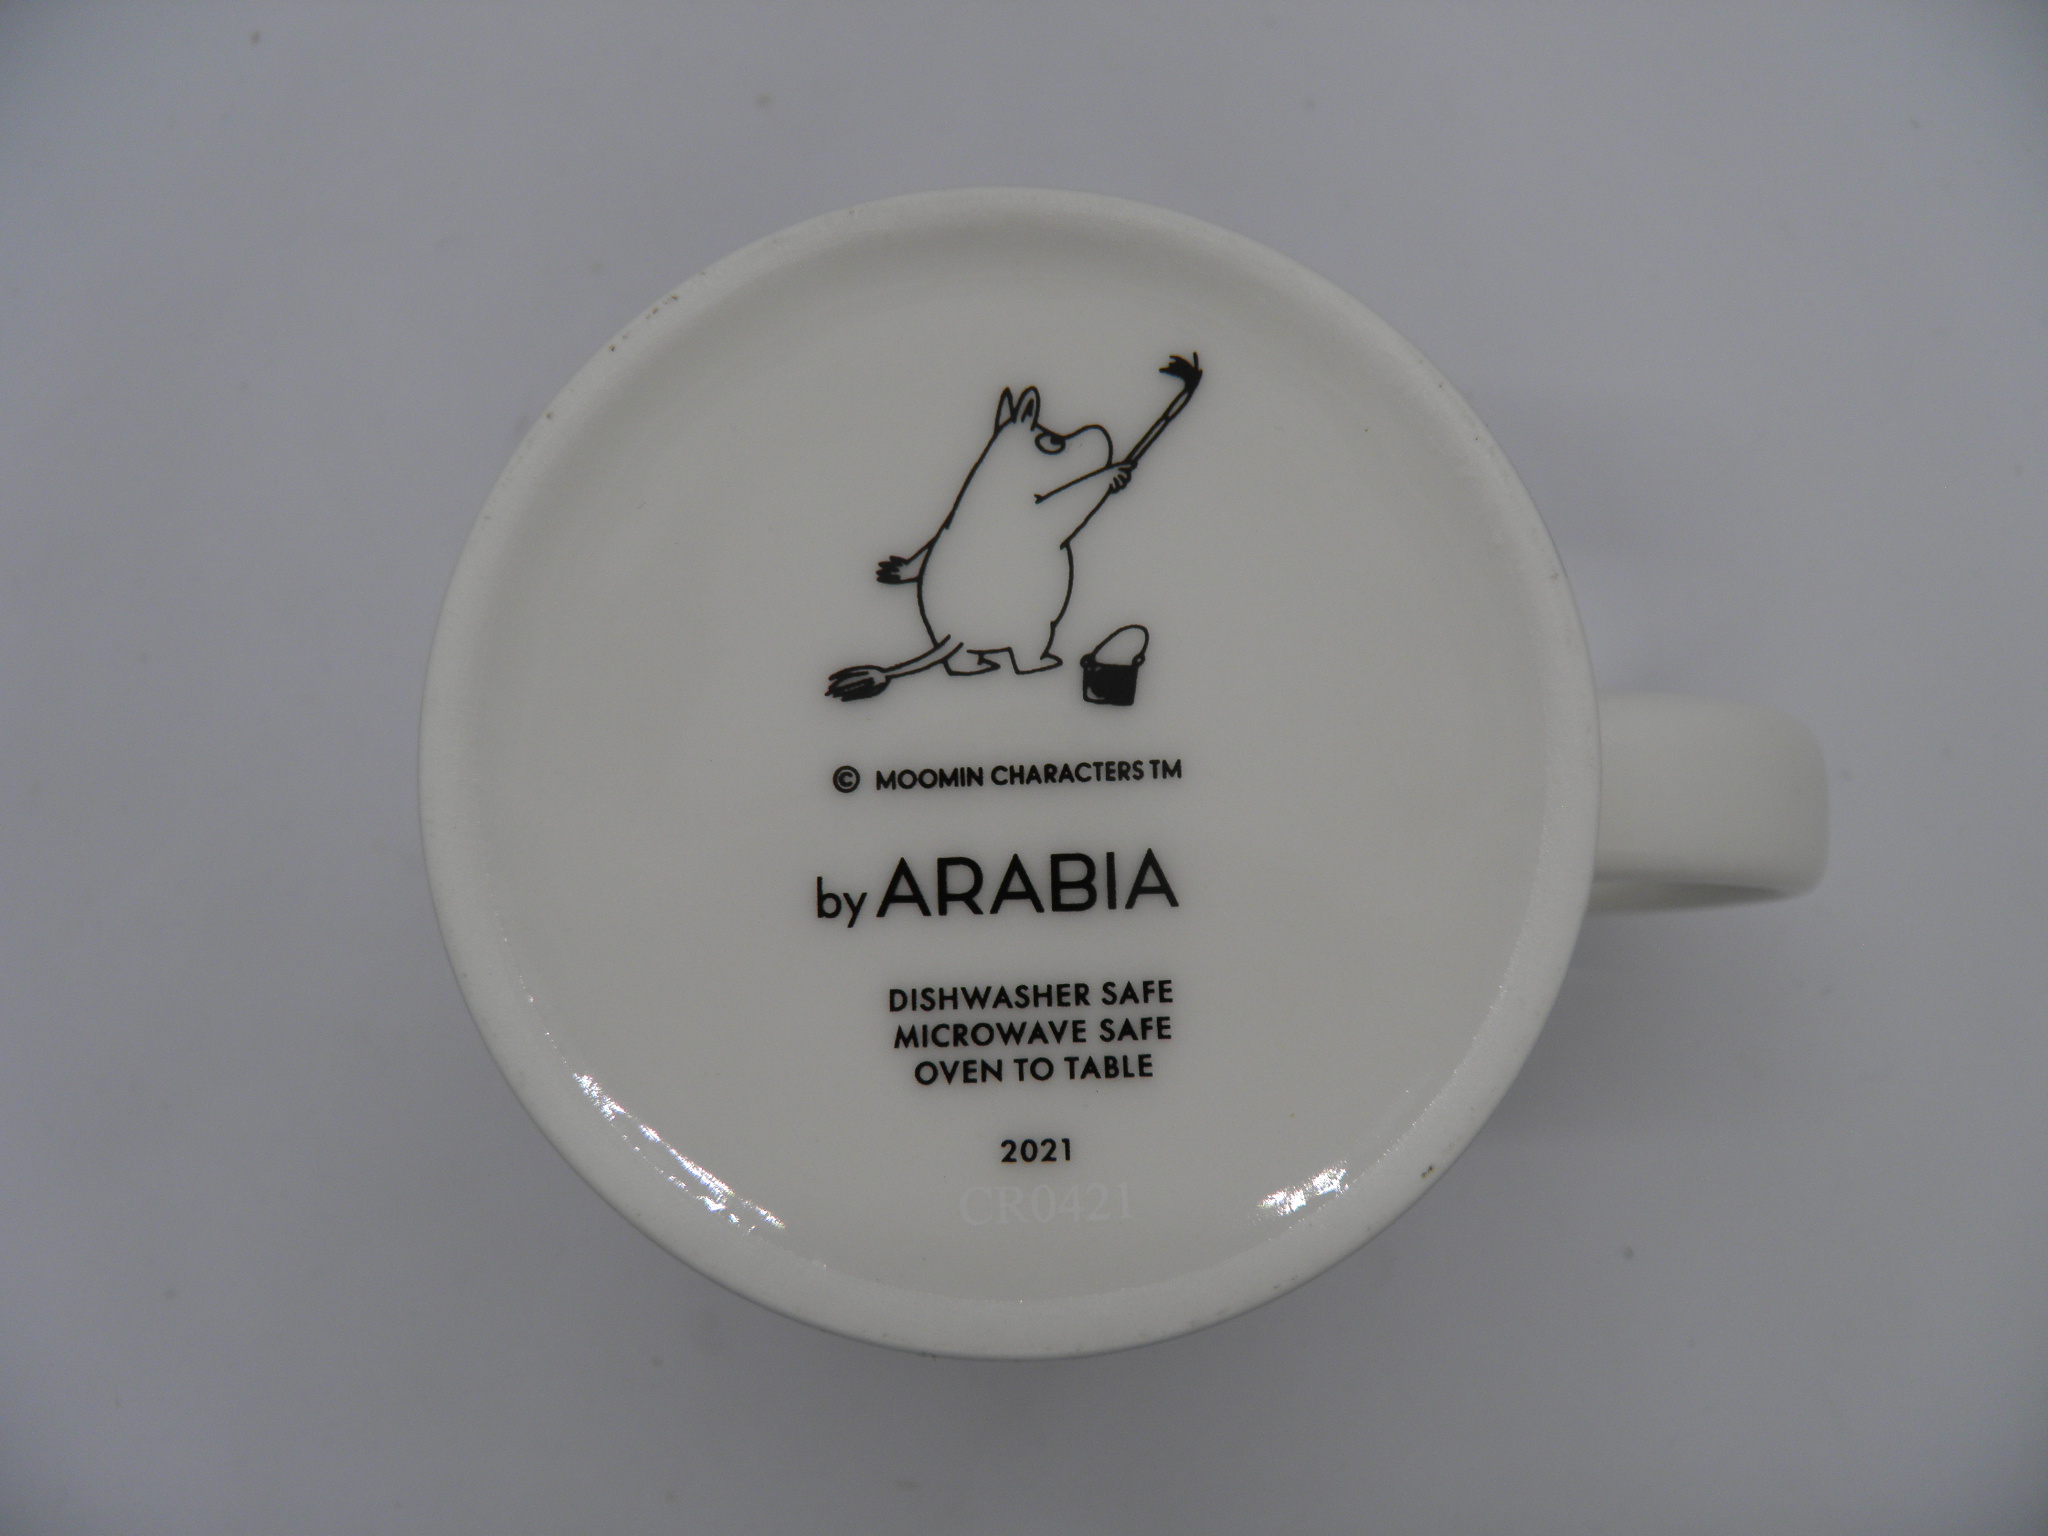 © MOOMIN CHARACTERS TM
by ARABIA
DISHWASHER SAFE
MICROWAVE SAFE
OVEN TO TABLE
2021
CR0421